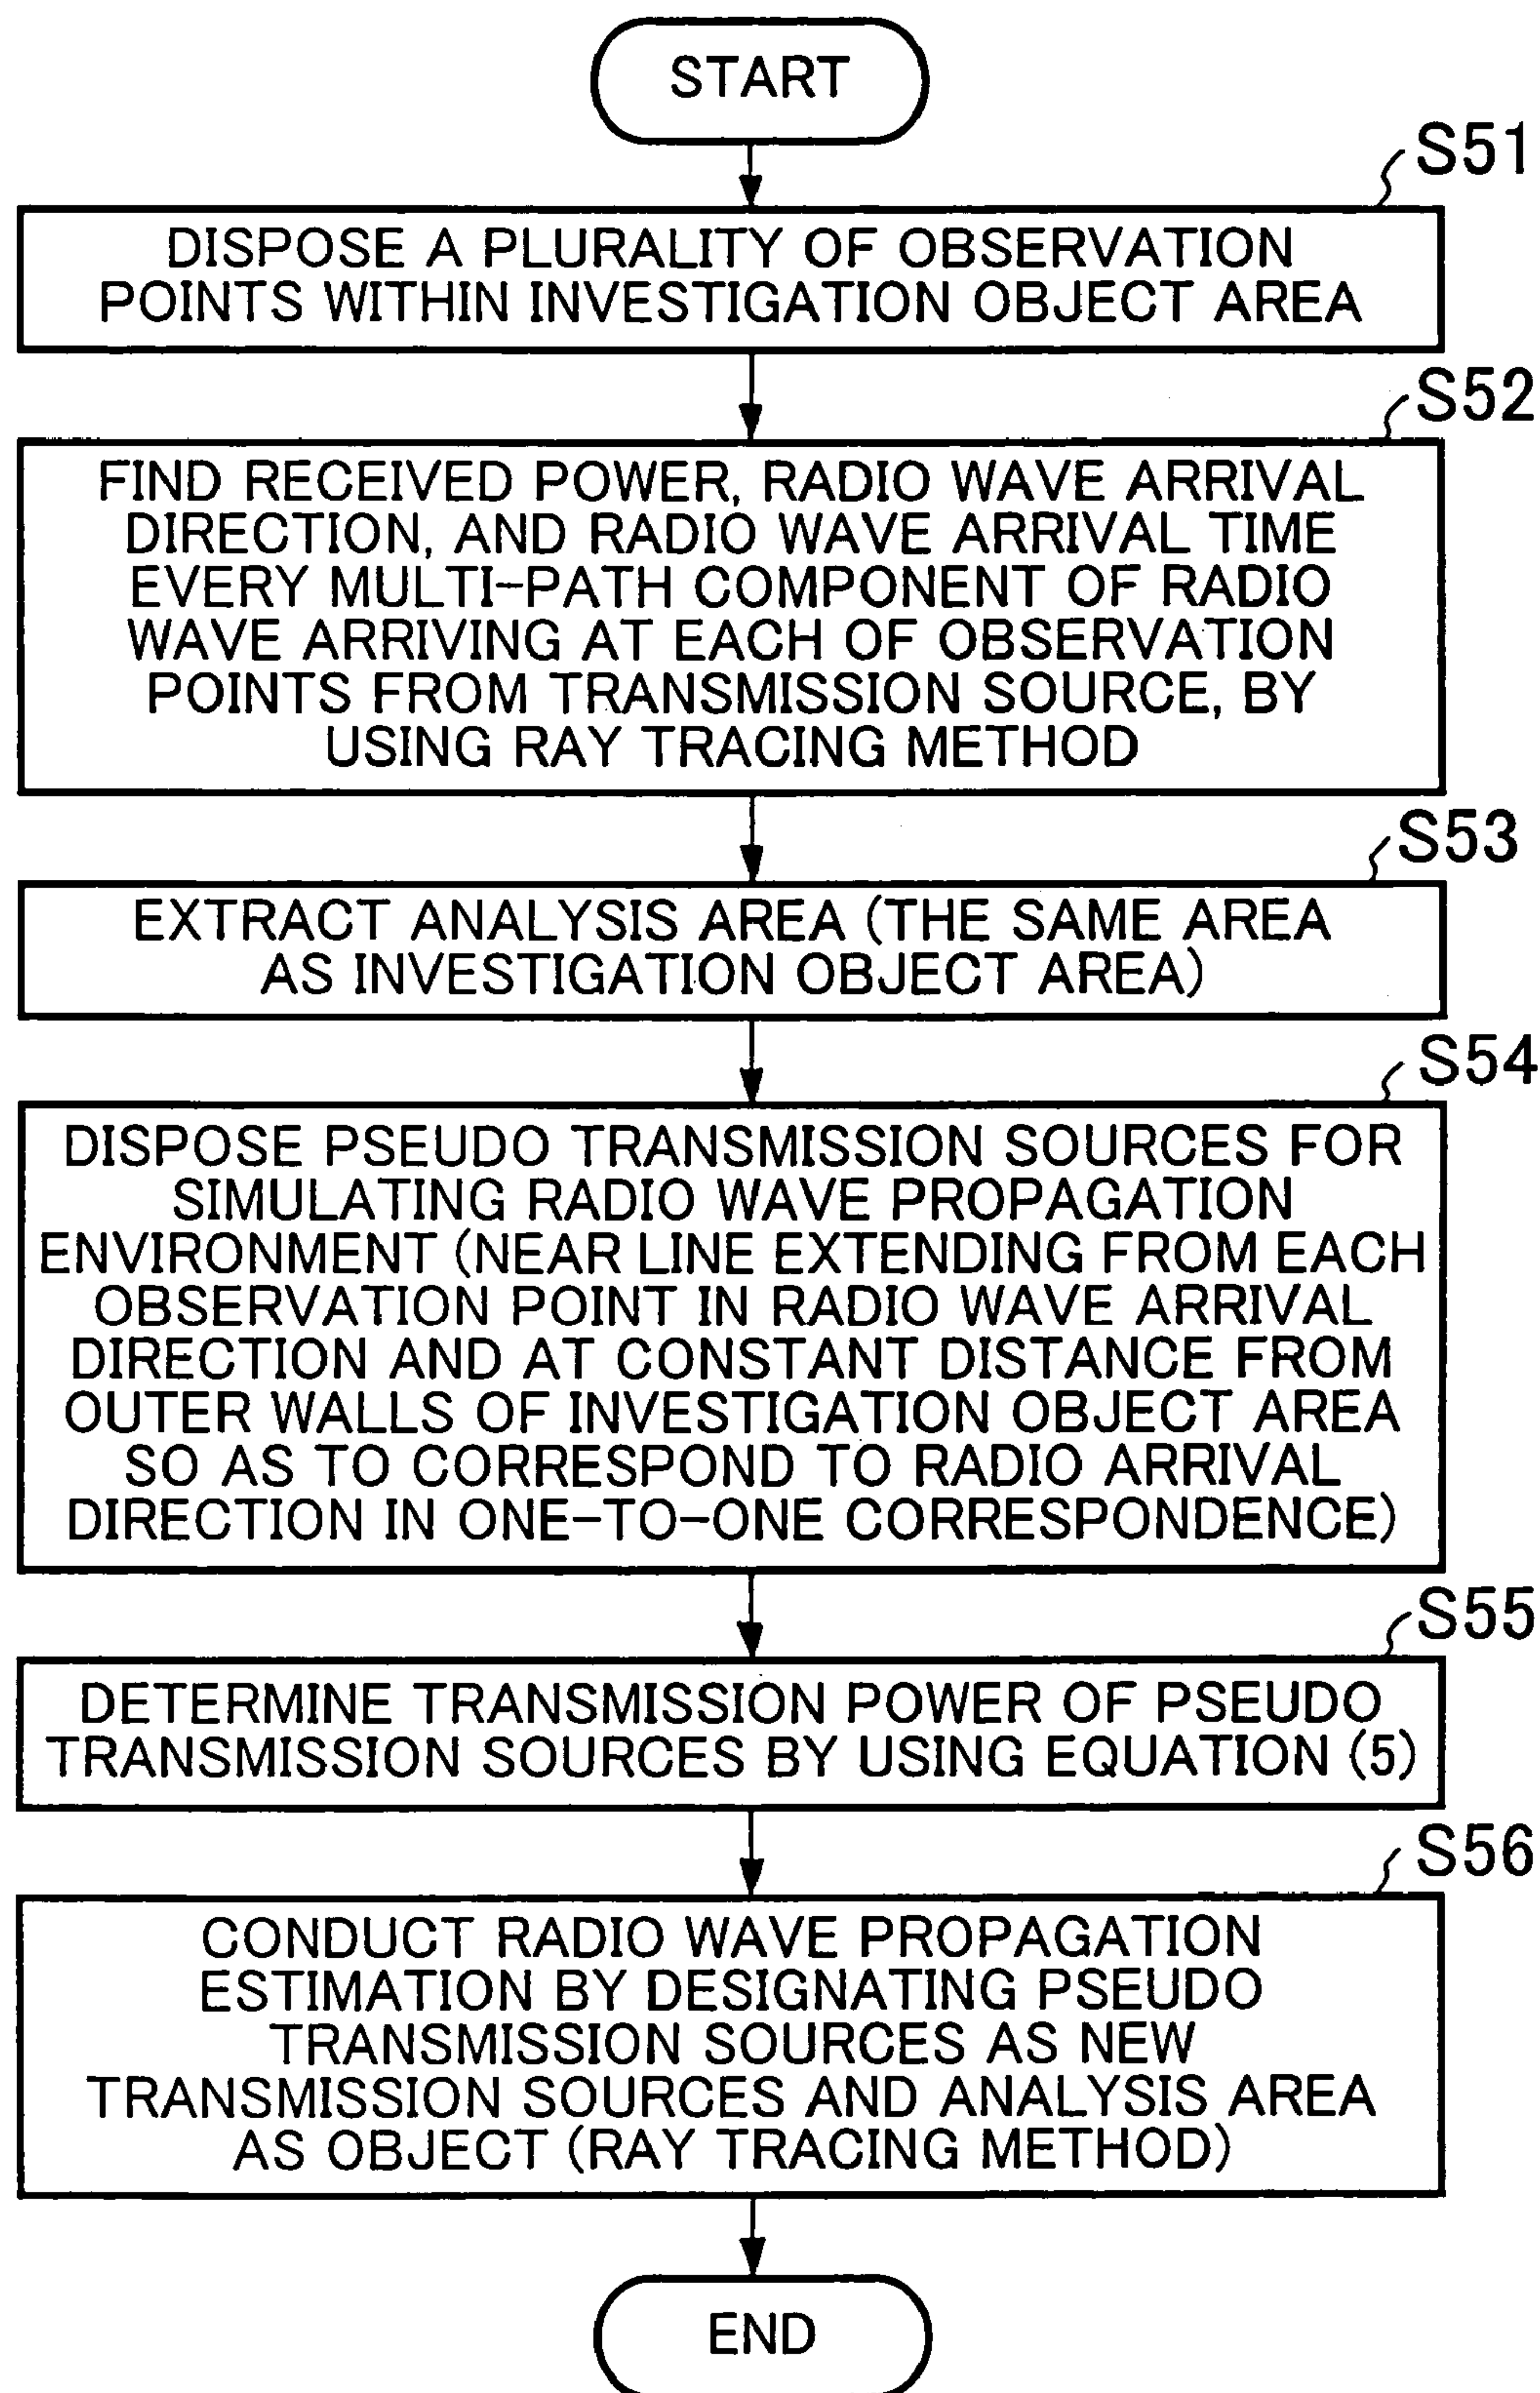 START
S51
DISPOSE A PLURALITY OF OBSERVATION
POINTS WITHIN INVESTIGATION OBJECT AREA
S52
FIND RECEIVED POWER, RADIO WAVE ARRIVAL
DIRECTION, AND RADIO WAVE ARRIVAL TIME
EVERY MULTI-PATH COMPONENT OF RADIO
WAVE ARRIVING AT EACH OF OBSERVATION
POINTS FROM TRANSMISSION SOURCE, BY
USING RAY TRACING METHOD
S53
EXTRACT ANALYSIS AREA (THE SAME AREA
AS INVESTIGATION OBJECT AREA)
S54
DISPOSE PSEUDO TRANSMISSION SOURCES FOR
SIMULATING RADIO WAVE PROPAGATION
ENVIRONMENT (NEAR LINE EXTENDING FROM EACH
OBSERVATION POINT IN RADIO WAVE ARRIVAL
DIRECTION AND AT CONSTANT DISTANCE FROM
OUTER WALLS OF INVESTIGATION OBJECT AREA
SO AS TO CORRESPOND TO RADIO ARRIVAL
DIRECTION IN ONE-TO-ONE CORRESPONDENCE)
S55
DETERMINE TRANSMISSION POWER OF PSEUDO
TRANSMISSION SOURCES BY USING EQUATION (5)
S56
CONDUCT RADIO WAVE PROPAGATION
ESTIMATION BY DESIGNATING PSEUDO
TRANSMISSION SOURCES AS NEW
TRANSMISSION SOURCES AND ANALYSIS AREA
AS OBJECT (RAY TRACING METHOD)
END